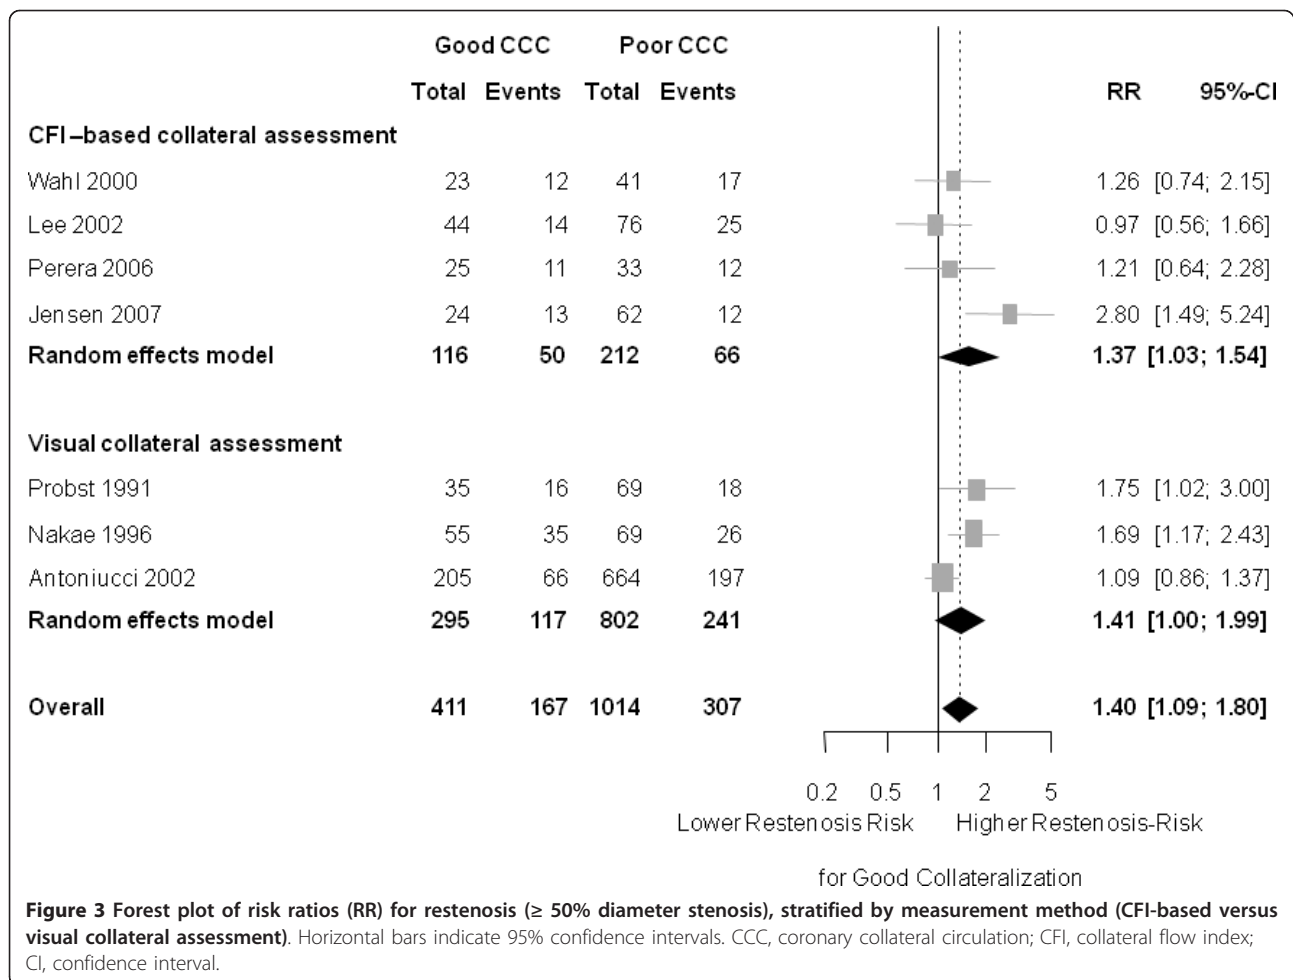 Good CCC Poor CCC
Total Events Total Events RR 95%-CI
CFI–based collateral assessment
Wahl 2000 23 12 41 17 1.26 [0.74; 2.15]
Lee 2002 44 14 76 25 0.97 [0.56; 1.66]
Perera 2006 25 11 33 12 1.21 [0.64; 2.28]
Jensen 2007 24 13 62 12 2.80 [1.49; 5.24]
Random effects model 116 50 212 66 1.37 [1.03; 1.54]
Visual collateral assessment
Probst 1991 35 16 69 18 1.75 [1.02; 3.00]
Nakae 1996 55 35 69 26 1.69 [1.17; 2.43]
Antoniucci 2002 205 66 664 197 1.09 [0.86; 1.37]
Random effects model 295 117 802 241 1.41 [1.00; 1.99]
Overall 411 167 1014 307 1.40 [1.09; 1.80]
0.2 0.5 1 2 5
Lower Restenosis Risk Higher Restenosis-Risk
for Good Collateralization
Figure 3 Forest plot of risk ratios (RR) for restenosis (≥ 50% diameter stenosis), stratified by measurement method (CFI-based versus
visual collateral assessment). Horizontal bars indicate 95% confidence intervals. CCC, coronary collateral circulation; CFI, collateral flow index;
CI, confidence interval.